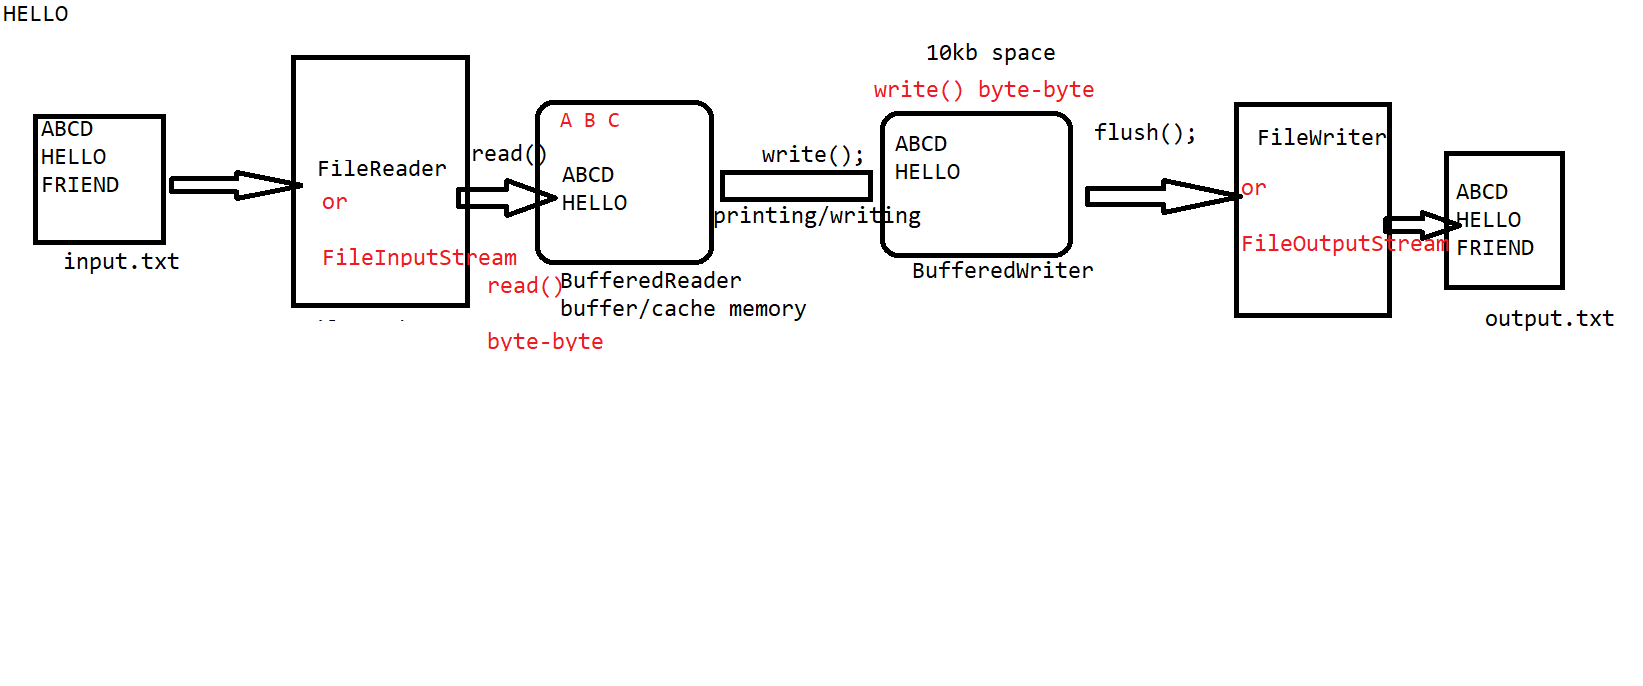 HELLO
ABCD
HELLO
FRIEND
input.txt
FileReader
or
FileInputStream
read()
read()
byte-byte
A B C
ABCD
HELLO
BufferedReader
buffer/cache memory
write();
printing/writing
10kb space
write() byte-byte
ABCD
HELLO
BufferedWriter
flush();
FileWriter
or
FileOutputStream
ABCD
HELLO
FRIEND
output.txt